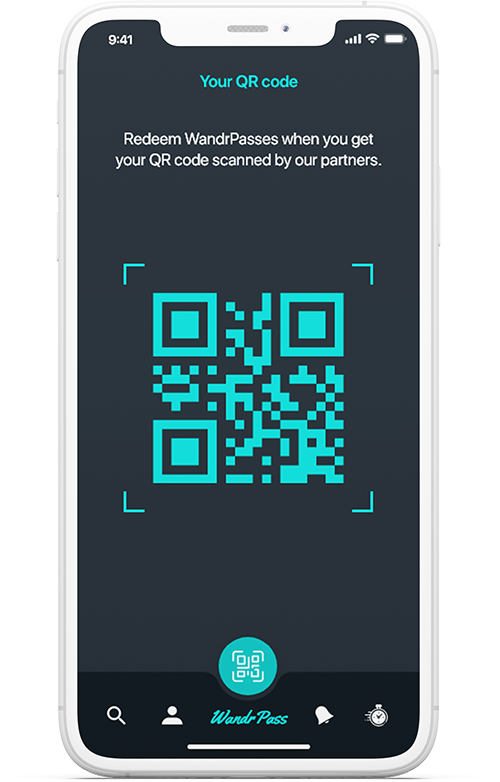 9:41
Your QR code
Redeem WandrPasses when you get
your QR code scanned by our partners.
WandrPass